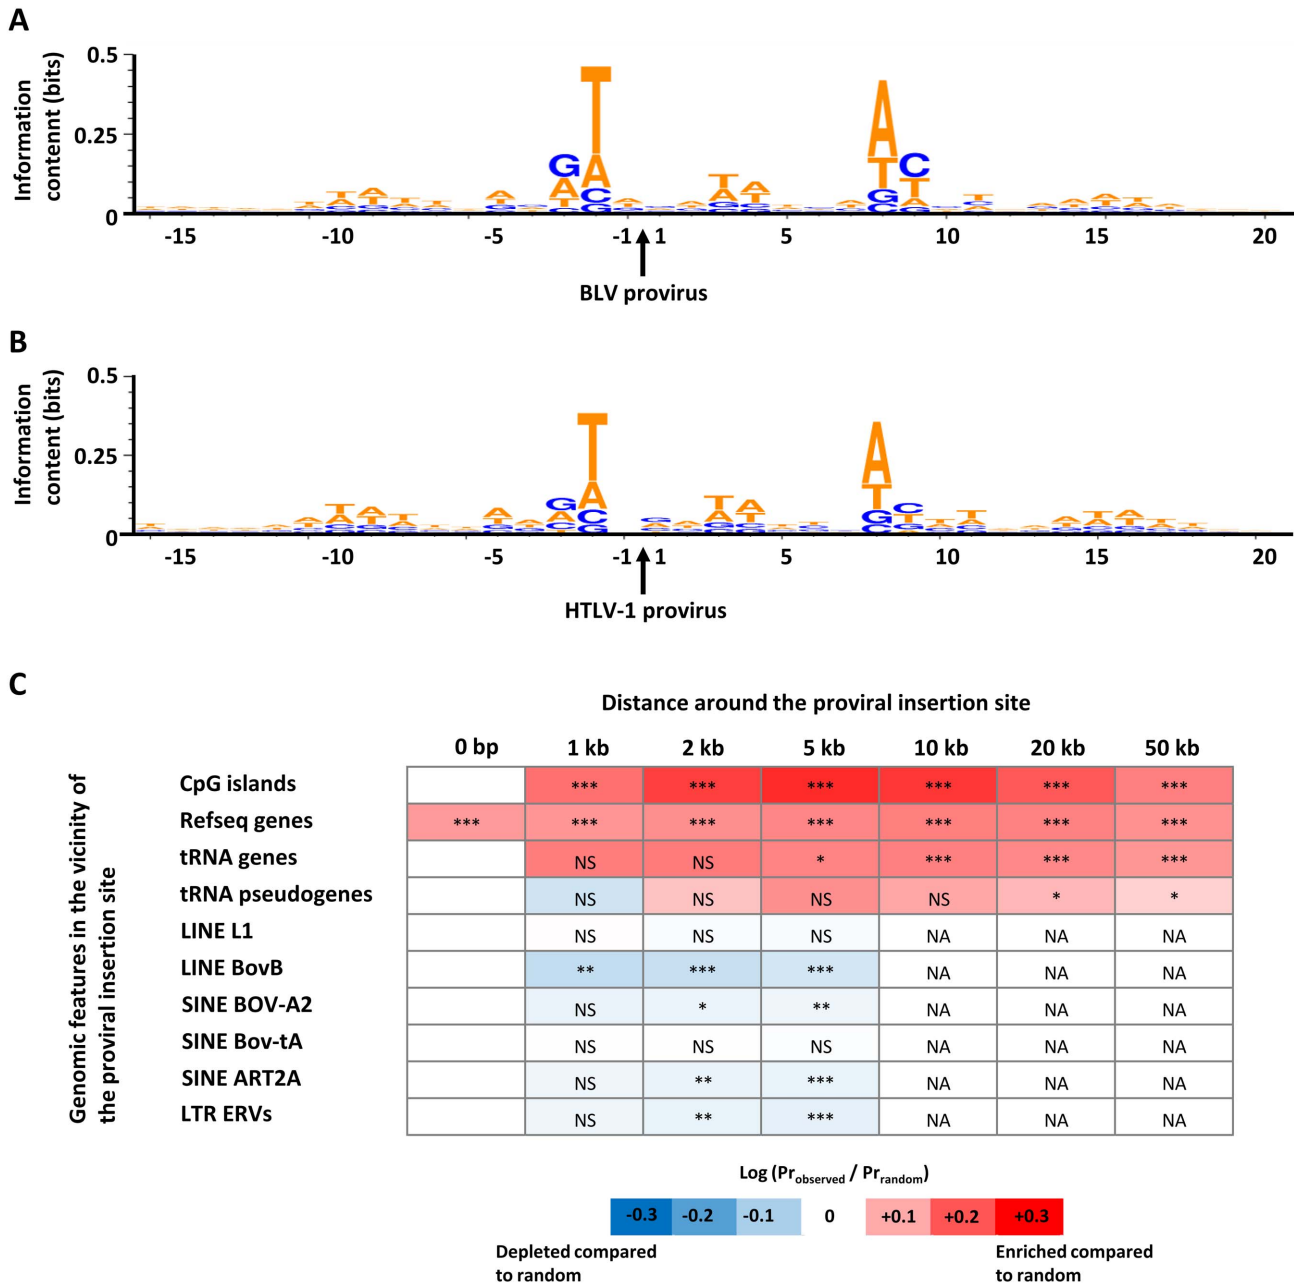 A
Information
contennt (bits)
0.5
0.25
0
-15 -10 -5 -1 1 5 10 15 20
BLV provirus
B
Information
content (bits)
0.5
0.25
0
-15 -10 -5 -1 1 5 10 15 20
HTLV-1 provirus
C
Distance around the proviral insertion site
Genomic features in the vicinity of
the proviral insertion site
0 bp 1 kb 2 kb 5 kb 10 kb 20 kb 50 kb
CpG islands *** *** *** *** *** ***
Refseq genes *** *** *** *** *** *** ***
tRNA genes NS NS * *** *** ***
tRNA pseudogenes NS NS NS NS * *
LINE L1 NS NS NS NA NA NA
LINE BovB ** *** *** NA NA NA
SINE BOV-A2 NS * ** NA NA NA
SINE Bov-tA NS NS NS NA NA NA
SINE ART2A NS ** *** NA NA NA
LTR ERVs NS ** *** NA NA NA
Log (Probserved / Prrandom)
-0.3 -0.2 -0.1 0 +0.1 +0.2 +0.3
Depleted compared
to random
Enriched compared
to random